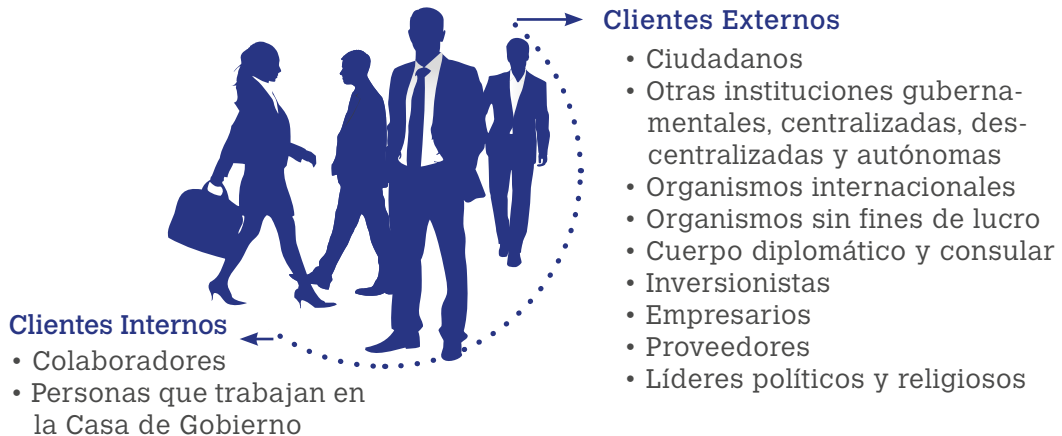 Clientes Externos
• Ciudadanos
• Otras instituciones guberna-
mentales, centralizadas, des-
centralizadas y autónomas
• Organismos internacionales
• Organismos sin fines de lucro
• Cuerpo diplomático y consular
• Inversionistas
• Empresarios
• Proveedores
• Líderes políticos y religiosos
Clientes Internos
• Colaboradores
• Personas que trabajan en
la Casa de Gobierno